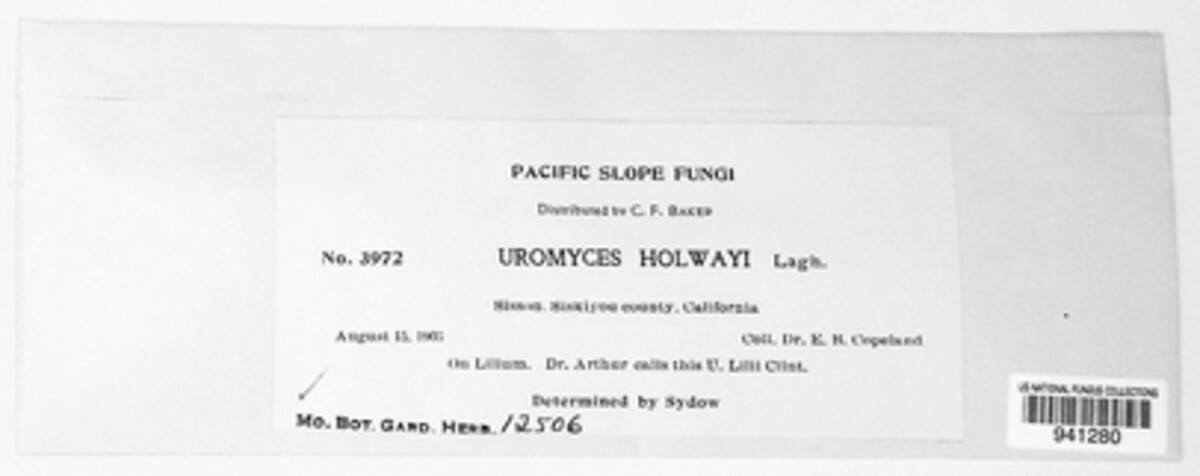 PACIFIC SLOPE FUNGI
Distributed by C. F. BAKER
No. 3972 UROMYCES HOLWAYI Lagh.
Sisson, Siskiyou county, California
August 15, Coll. Dr. E. B. Copeland
On Lilium. Dr. Arthur calls this U. Lilii Clint.
Determined by Sydow
MO. BOT. GARD. HERB. 12506
US NATIONAL FUNGUS COLLECTIONS
941280